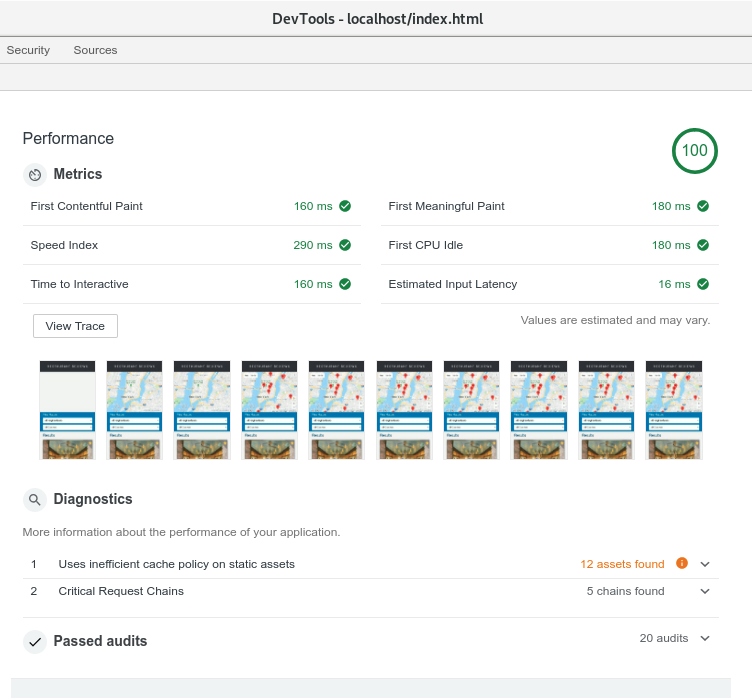 DevTools - localhost/index.html
Security Sources
Performance
100
Metrics
First Contentful Paint 160 ms
First Meaningful Paint 180 ms
Speed Index 290 ms
First CPU Idle 180 ms
Time to Interactive 160 ms
Estimated Input Latency 16 ms
View Trace
Values are estimated and may vary.
Diagnostics
More information about the performance of your application.
1 Uses inefficient cache policy on static assets 12 assets found
2 Critical Request Chains 5 chains found
Passed audits 20 audits